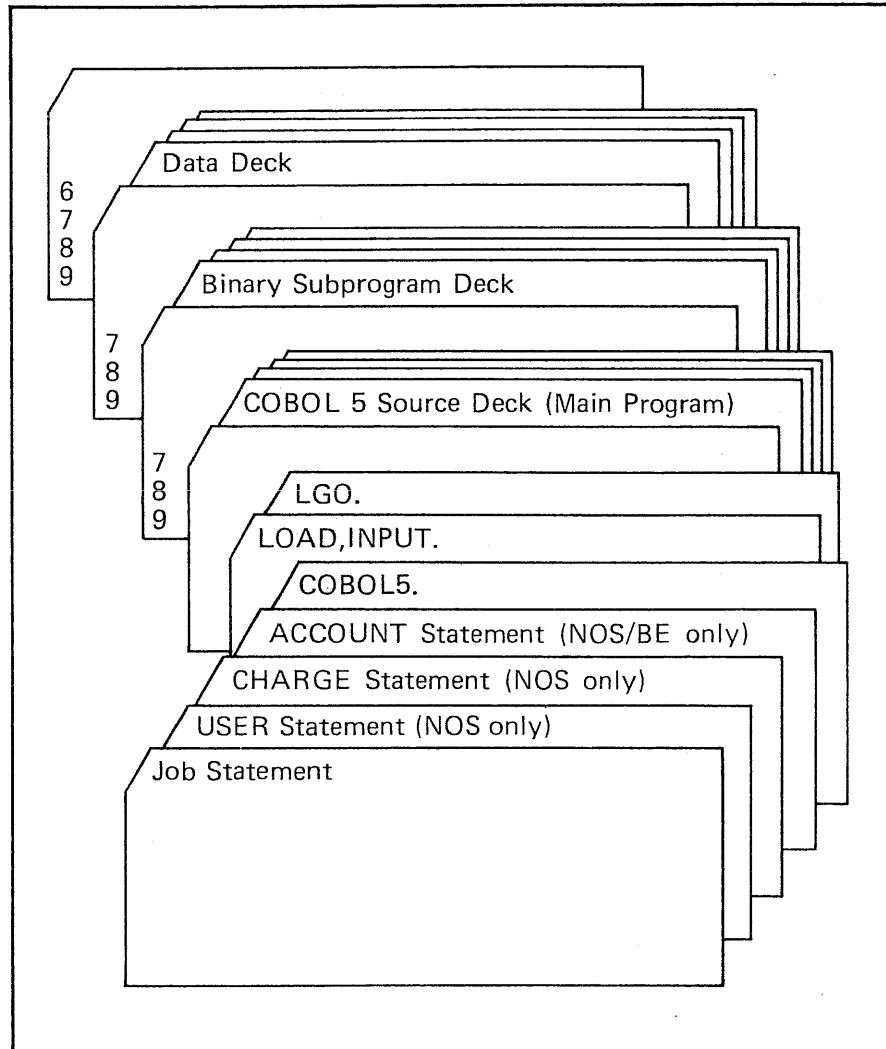 Data Deck
6
7
8
9
Binary Subprogram Deck
7
8
9
COBOL 5 Source Deck (Main Program)
7
8
9
LGO.
LOAD,INPUT.
COBOL5.
ACCOUNT Statement (NOS/BE only)
CHARGE Statement (NOS only)
USER Statement (NOS only)
Job Statement